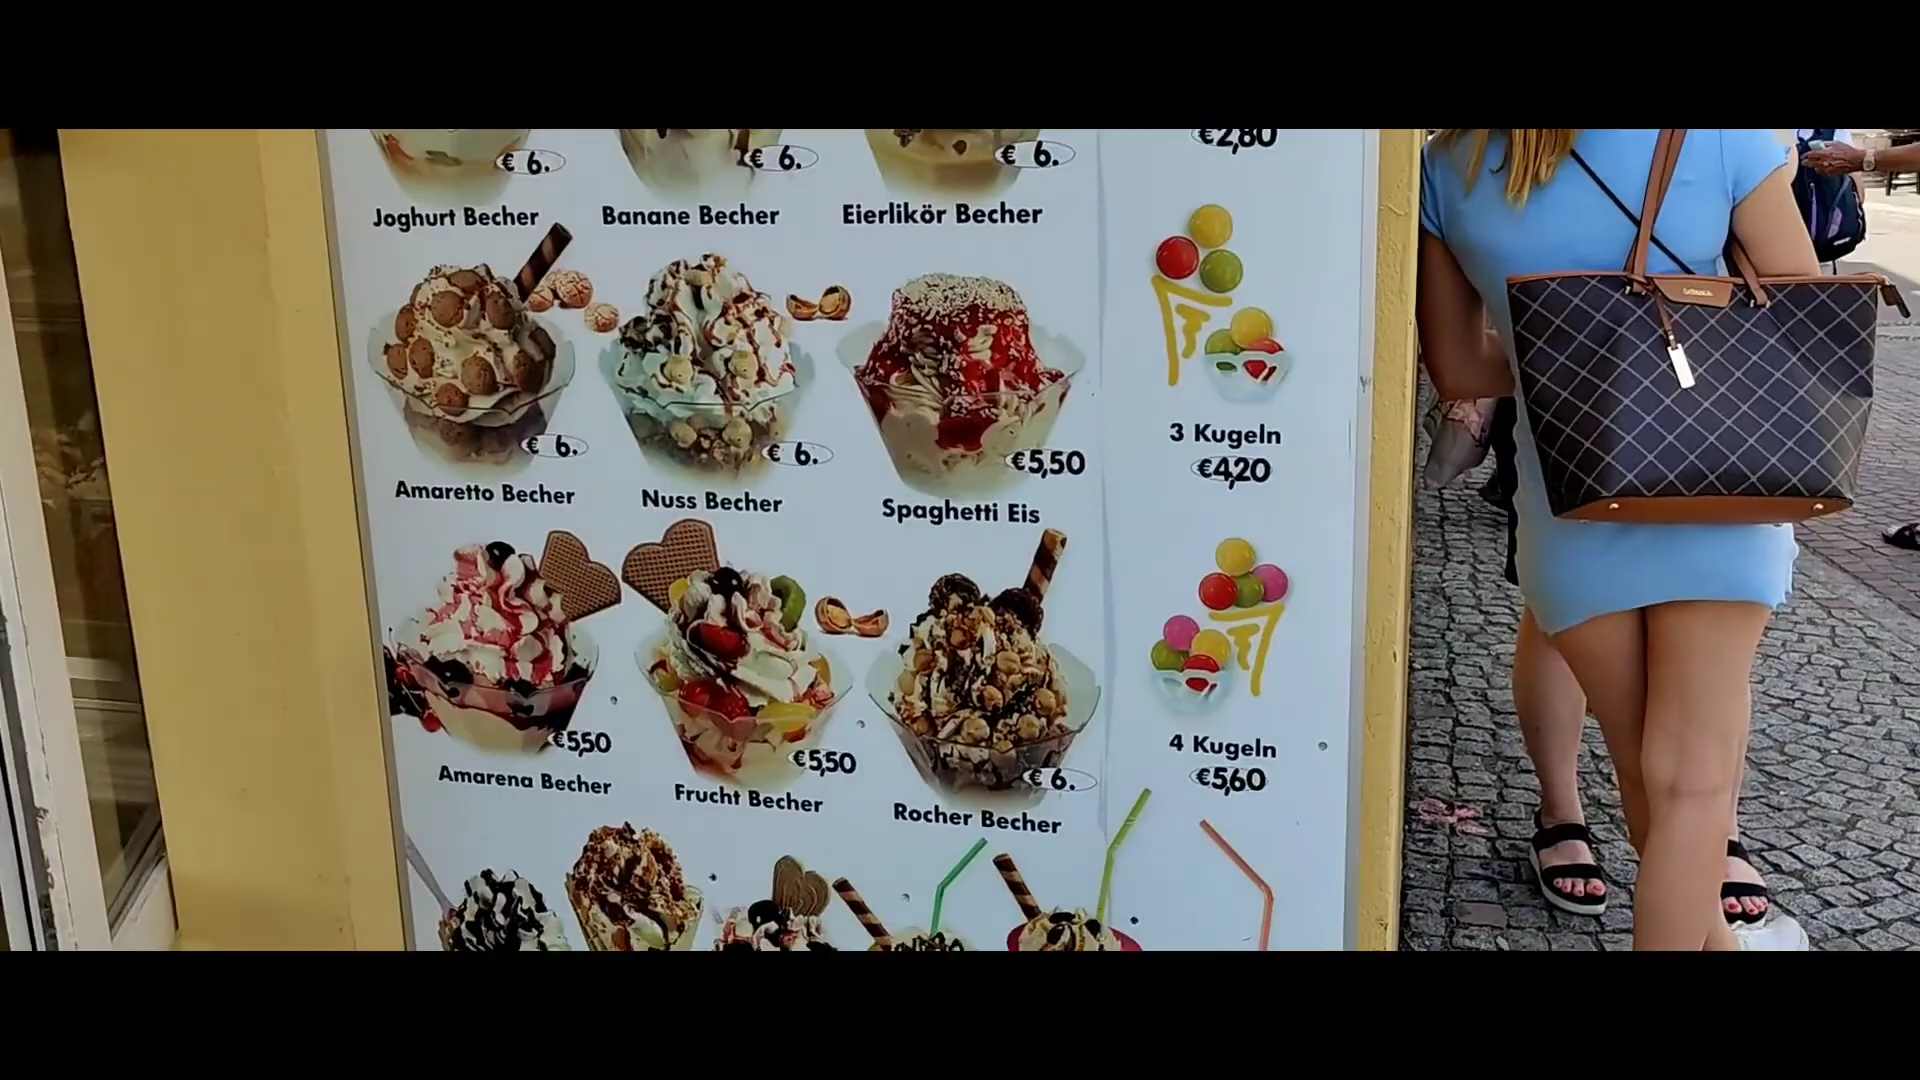 € 6.
€ 6.
€ 6.
€2,80
Joghurt Becher
Banane Becher
Eierlikör Becher
€ 6.
€ 6.
€5,50
3 Kugeln
€4,20
Amaretto Becher
Nuss Becher
Spaghetti Eis
€5,50
€5,50
€ 6.
4 Kugeln
€5,60
Amarena Becher
Frucht Becher
Rocher Becher